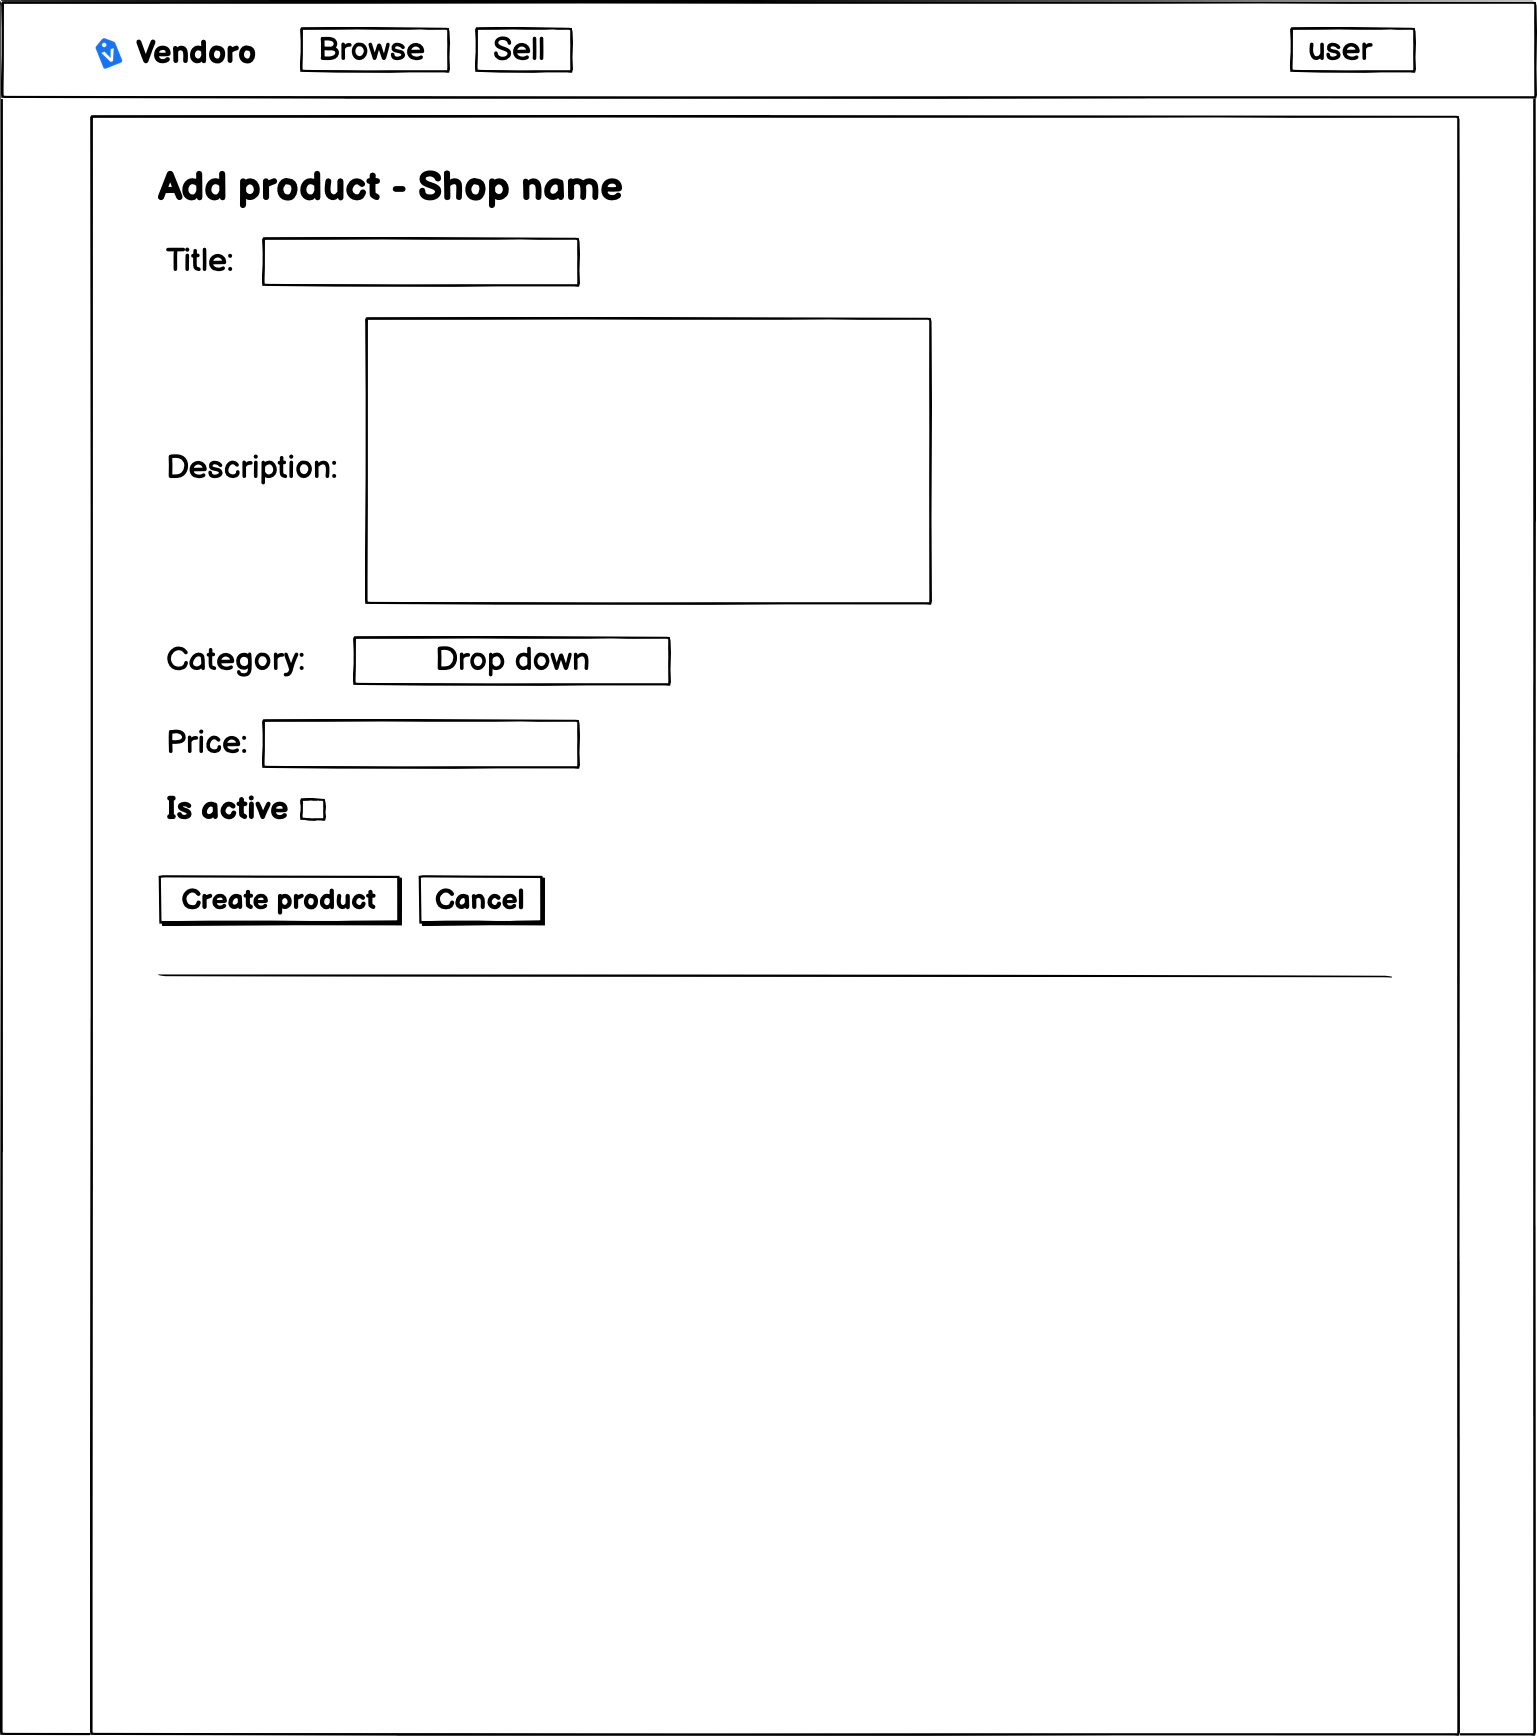 V Vendoro Browse Sell user
Add product - Shop name
Title:
Description:
Category: Drop down
Price:
Is active
Create product Cancel